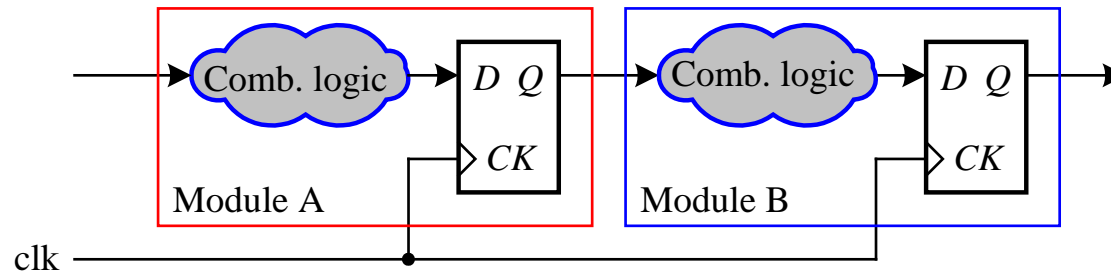 Comb. logic
D Q
CK
Module A
Comb. logic
D Q
CK
Module B
clk